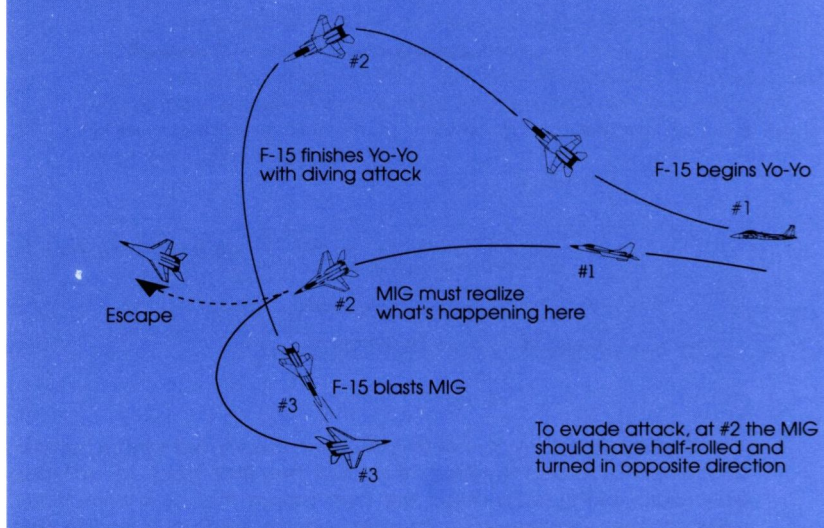 #2
F-15 finishes Yo-Yo
with diving attack
F-15 begins Yo-Yo
#1
#1
#2
MIG must realize
what's happening here
Escape
F-15 blasts MIG
#3
#3
To evade attack, at #2 the MIG
should have half-rolled and
turned in opposite direction